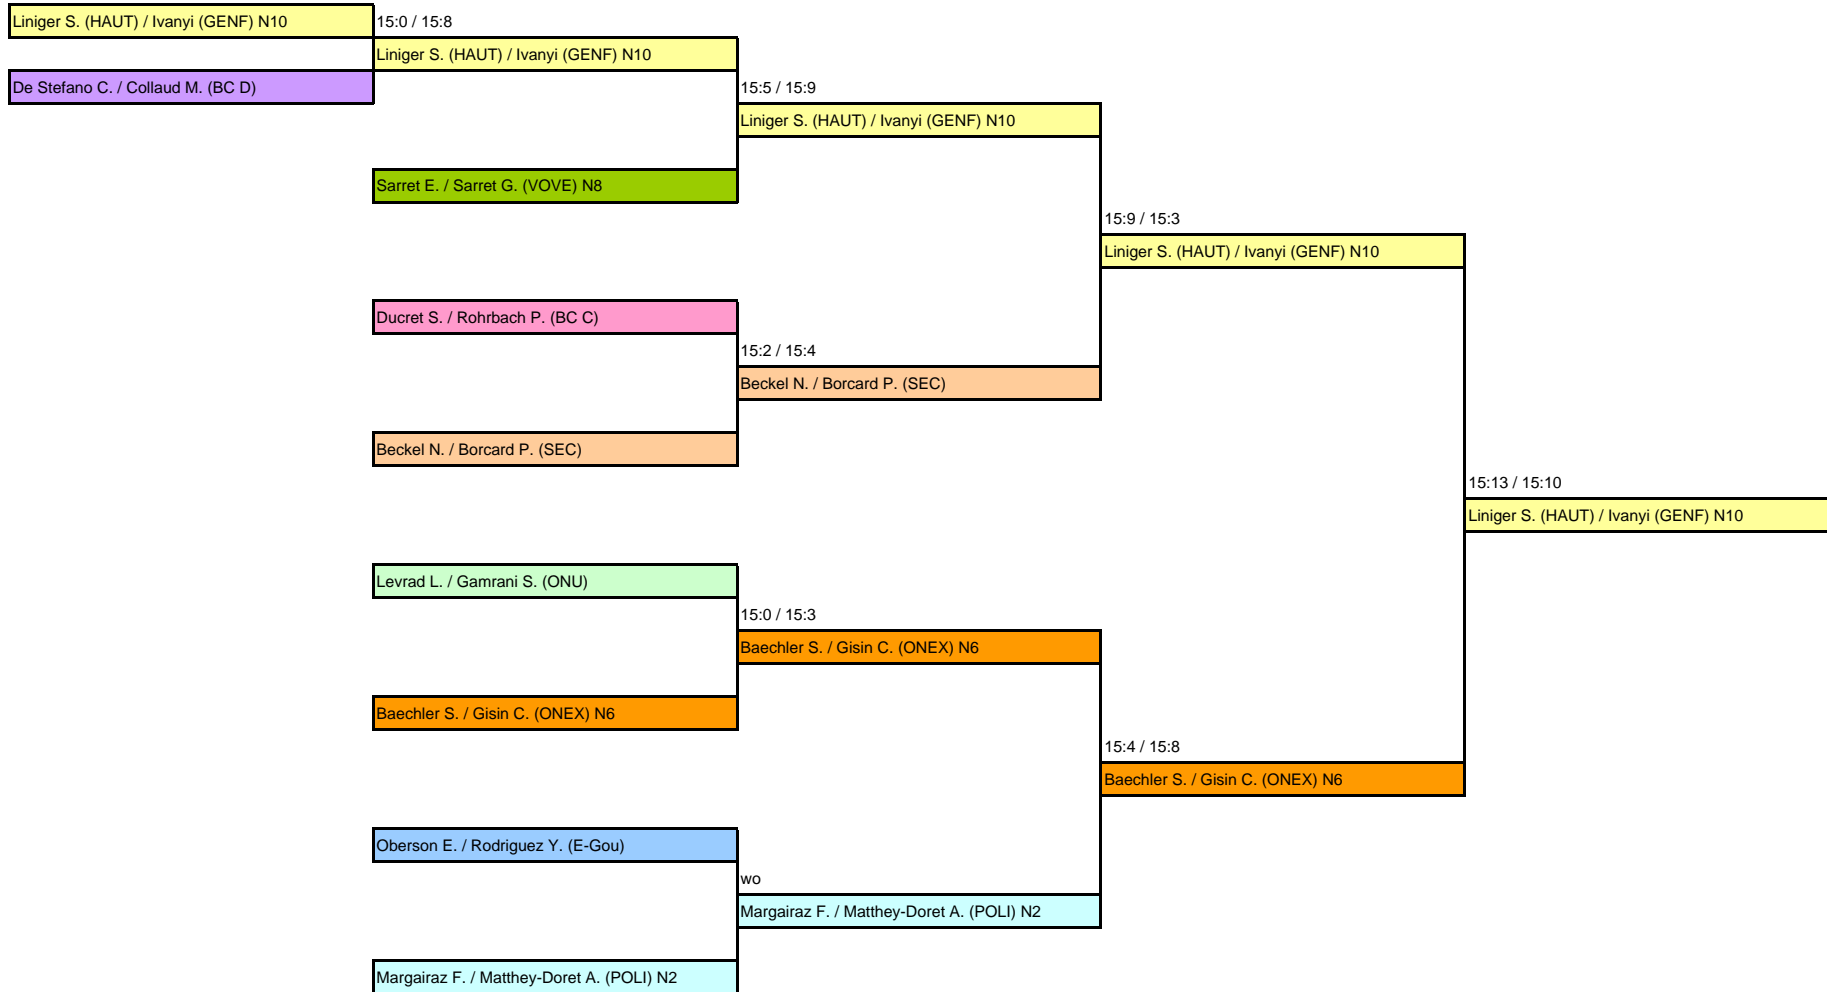 Liniger S. (HAUT) / Ivanyi (GENF) N10
15:0 / 15:8
Liniger S. (HAUT) / Ivanyi (GENF) N10
De Stefano C. / Collaud M. (BC D)
15:5 / 15:9
Liniger S. (HAUT) / Ivanyi (GENF) N10
Sarret E. / Sarret G. (VOVE) N8
15:9 / 15:3
Liniger S. (HAUT) / Ivanyi (GENF) N10
Ducret S. / Rohrbach P. (BC C)
15:2 / 15:4
Beckel N. / Borcard P. (SEC)
Beckel N. / Borcard P. (SEC)
15:13 / 15:10
Liniger S. (HAUT) / Ivanyi (GENF) N10
Levrad L. / Gamrani S. (ONU)
15:0 / 15:3
Baechler S. / Gisin C. (ONEX) N6
Baechler S. / Gisin C. (ONEX) N6
15:4 / 15:8
Baechler S. / Gisin C. (ONEX) N6
Oberson E. / Rodriguez Y. (E-Gou)
wo
Margairaz F. / Matthey-Doret A. (POLI) N2
Margairaz F. / Matthey-Doret A. (POLI) N2